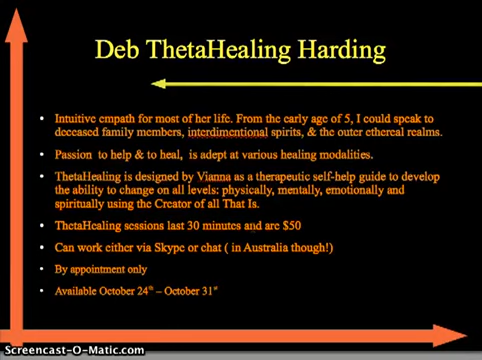 Deb ThetaHealing Harding
• Intuitive empath for most of her life. From the early age of 5, I could speak to
deceased family members, interdimentional spirits, & the outer ethereal realms.
• Passion to help & to heal, is adept at various healing modalities.
• ThetaHealing is designed by Vianna as a therapeutic self-help guide to develop
the ability to change on all levels: physically, mentally, emotionally and
spiritually using the Creator of all That Is.
• ThetaHealing sessions last 30 minutes and are $50
• Can work either via Skype or chat ( in Australia though!)
• By appointment only
• Available October 24th – October 31st
Screencast-O-Matic.com